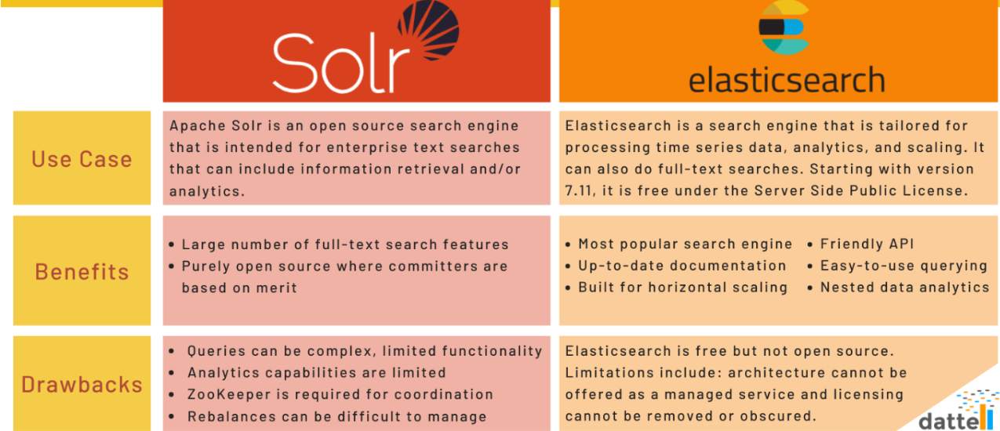 Solr
elasticsearch
Use Case
Apache Solr is an open source search engine
that is intended for enterprise text searches
that can include information retrieval and/or
analytics.
Elasticsearch is a search engine that is tailored for
processing time series data, analytics, and scaling. It
can also do full-text searches. Starting with version
7.11, it is free under the Server Side Public License.
Benefits
• Large number of full-text search features
• Purely open source where committers are
based on merit
• Most popular search engine
• Up-to-date documentation
• Built for horizontal scaling
• Friendly API
• Easy-to-use querying
• Nested data analytics
Drawbacks
• Queries can be complex, limited functionality
• Analytics capabilities are limited
• ZooKeeper is required for coordination
• Rebalances can be difficult to manage
Elasticsearch is free but not open source.
Limitations include: architecture cannot be
offered as a managed service and licensing
cannot be removed or obscured.
dattell